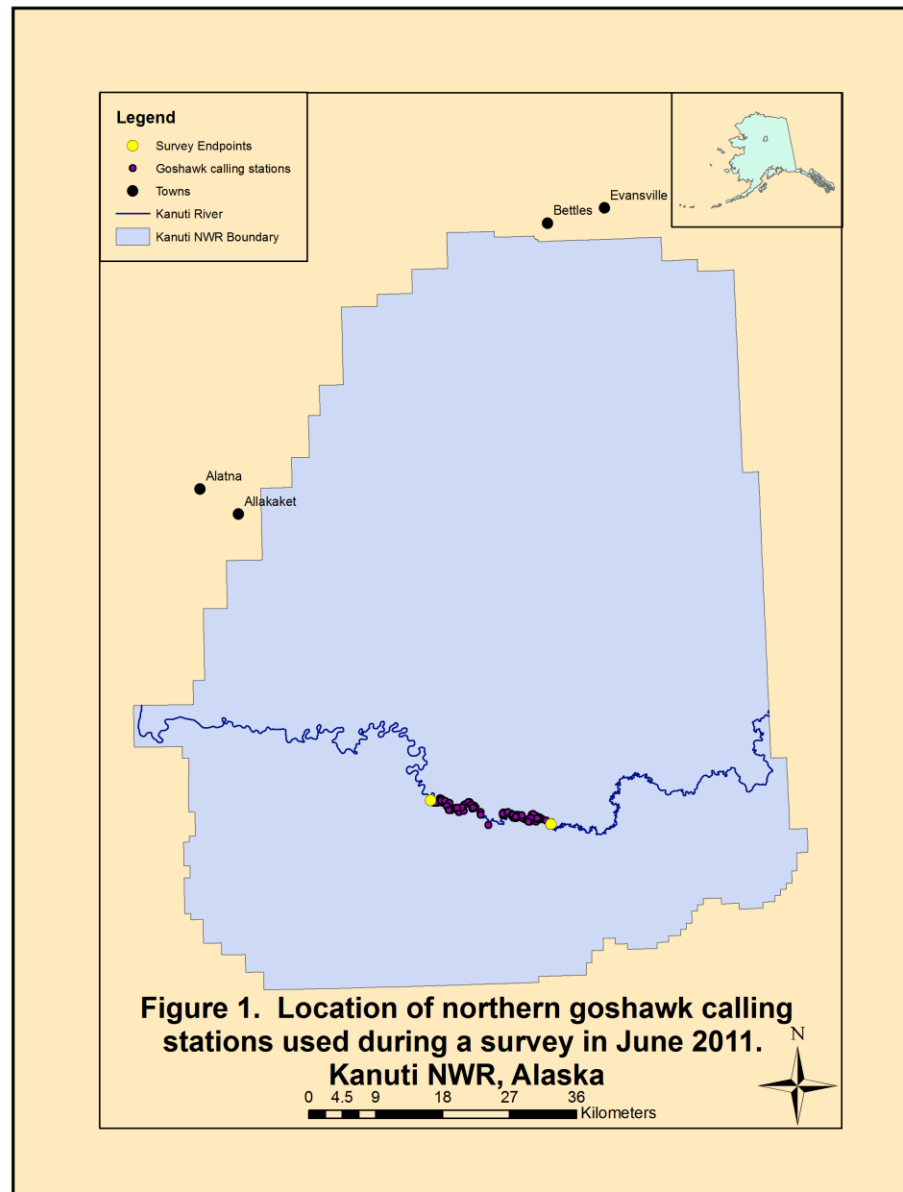 Legend
Survey Endpoints
Goshawk calling stations
Towns
Kanuti River
Kanuti NWR Boundary
Evansville
Bettles
Alatna
Allakaket
Figure 1.  Location of northern goshawk calling
stations used during a survey in June 2011.
Kanuti NWR, Alaska
N
0 4.5 9 18 27 36
Kilometers